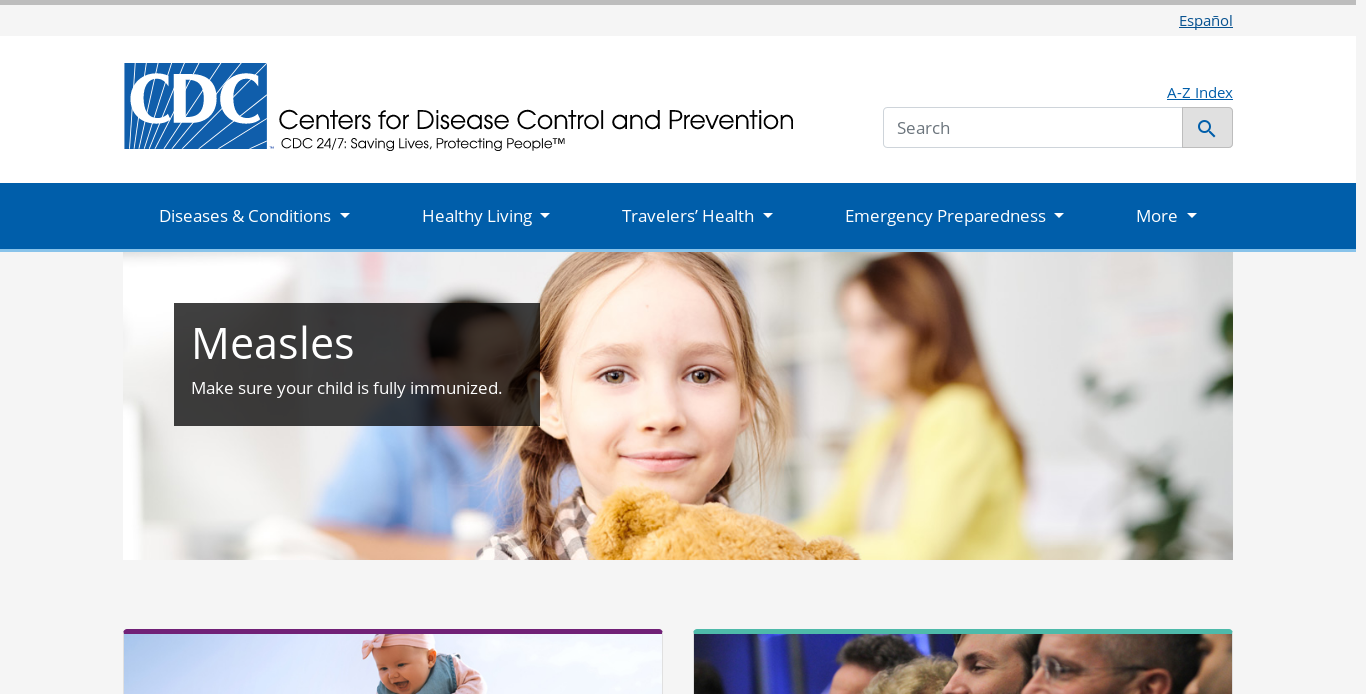 Español
CDC
Centers for Disease Control and Prevention
CDC 24/7: Saving Lives, Protecting People™
A-Z Index
Search
Diseases & Conditions
Healthy Living
Travelers’ Health
Emergency Preparedness
More
Measles
Make sure your child is fully immunized.